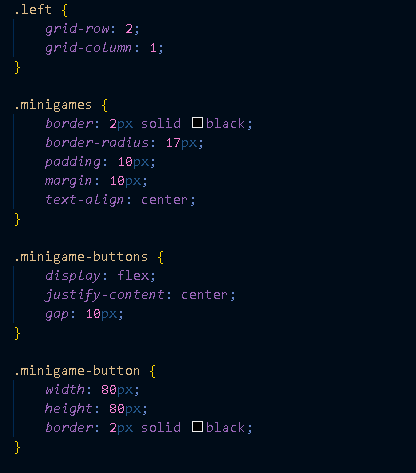 .left {
    grid-row: 2;
    grid-column: 1;
}

.minigames {
    border: 2px solid black;
    border-radius: 17px;
    padding: 10px;
    margin: 10px;
    text-align: center;
}

.minigame-buttons {
    display: flex;
    justify-content: center;
    gap: 10px;
}

.minigame-button {
    width: 80px;
    height: 80px;
    border: 2px solid black;
}